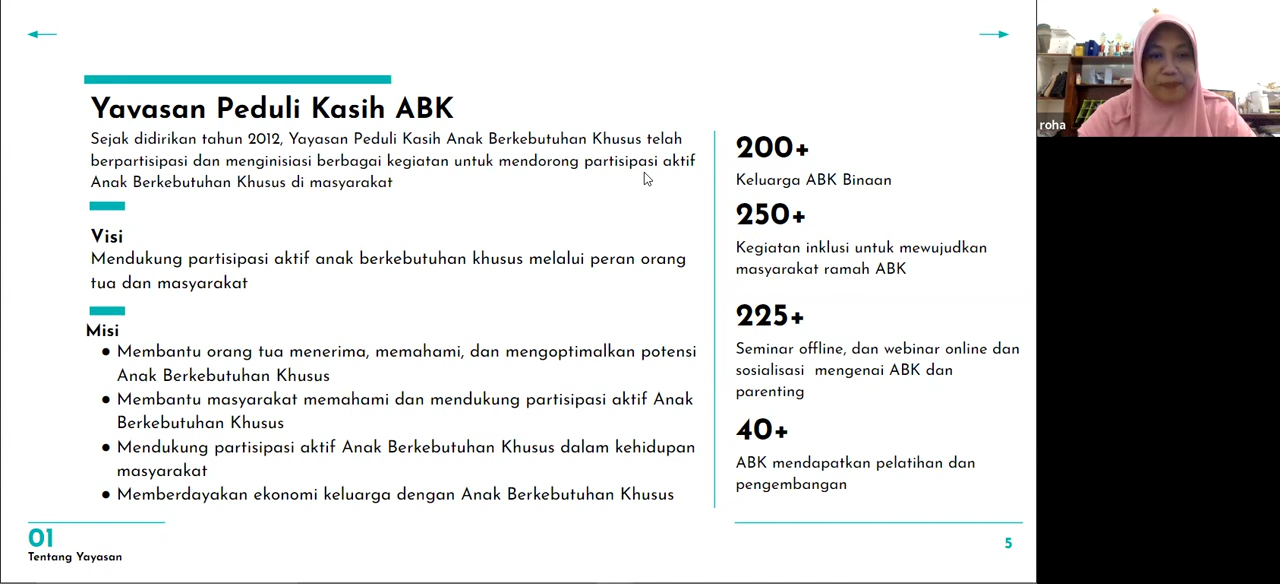 Yayasan Peduli Kasih ABK
Sejak didirikan tahun 2012, Yayasan Peduli Kasih Anak Berkebutuhan Khusus telah
berpartisipasi dan menginisiasi berbagai kegiatan untuk mendorong partisipasi aktif
Anak Berkebutuhan Khusus di masyarakat
Visi
Mendukung partisipasi aktif anak berkebutuhan khusus melalui peran orang
tua dan masyarakat
Misi
● Membantu orang tua menerima, memahami, dan mengoptimalkan potensi
Anak Berkebutuhan Khusus
● Membantu masyarakat memahami dan mendukung partisipasi aktif Anak
Berkebutuhan Khusus
● Mendukung partisipasi aktif Anak Berkebutuhan Khusus dalam kehidupan
masyarakat
● Memberdayakan ekonomi keluarga dengan Anak Berkebutuhan Khusus
200+
Keluarga ABK Binaan
250+
Kegiatan inklusi untuk mewujudkan
masyarakat ramah ABK
225+
Seminar offline, dan webinar online dan
sosialisasi mengenai ABK dan
parenting
40+
ABK mendapatkan pelatihan dan
pengembangan
01
Tentang Yayasan
5
roha